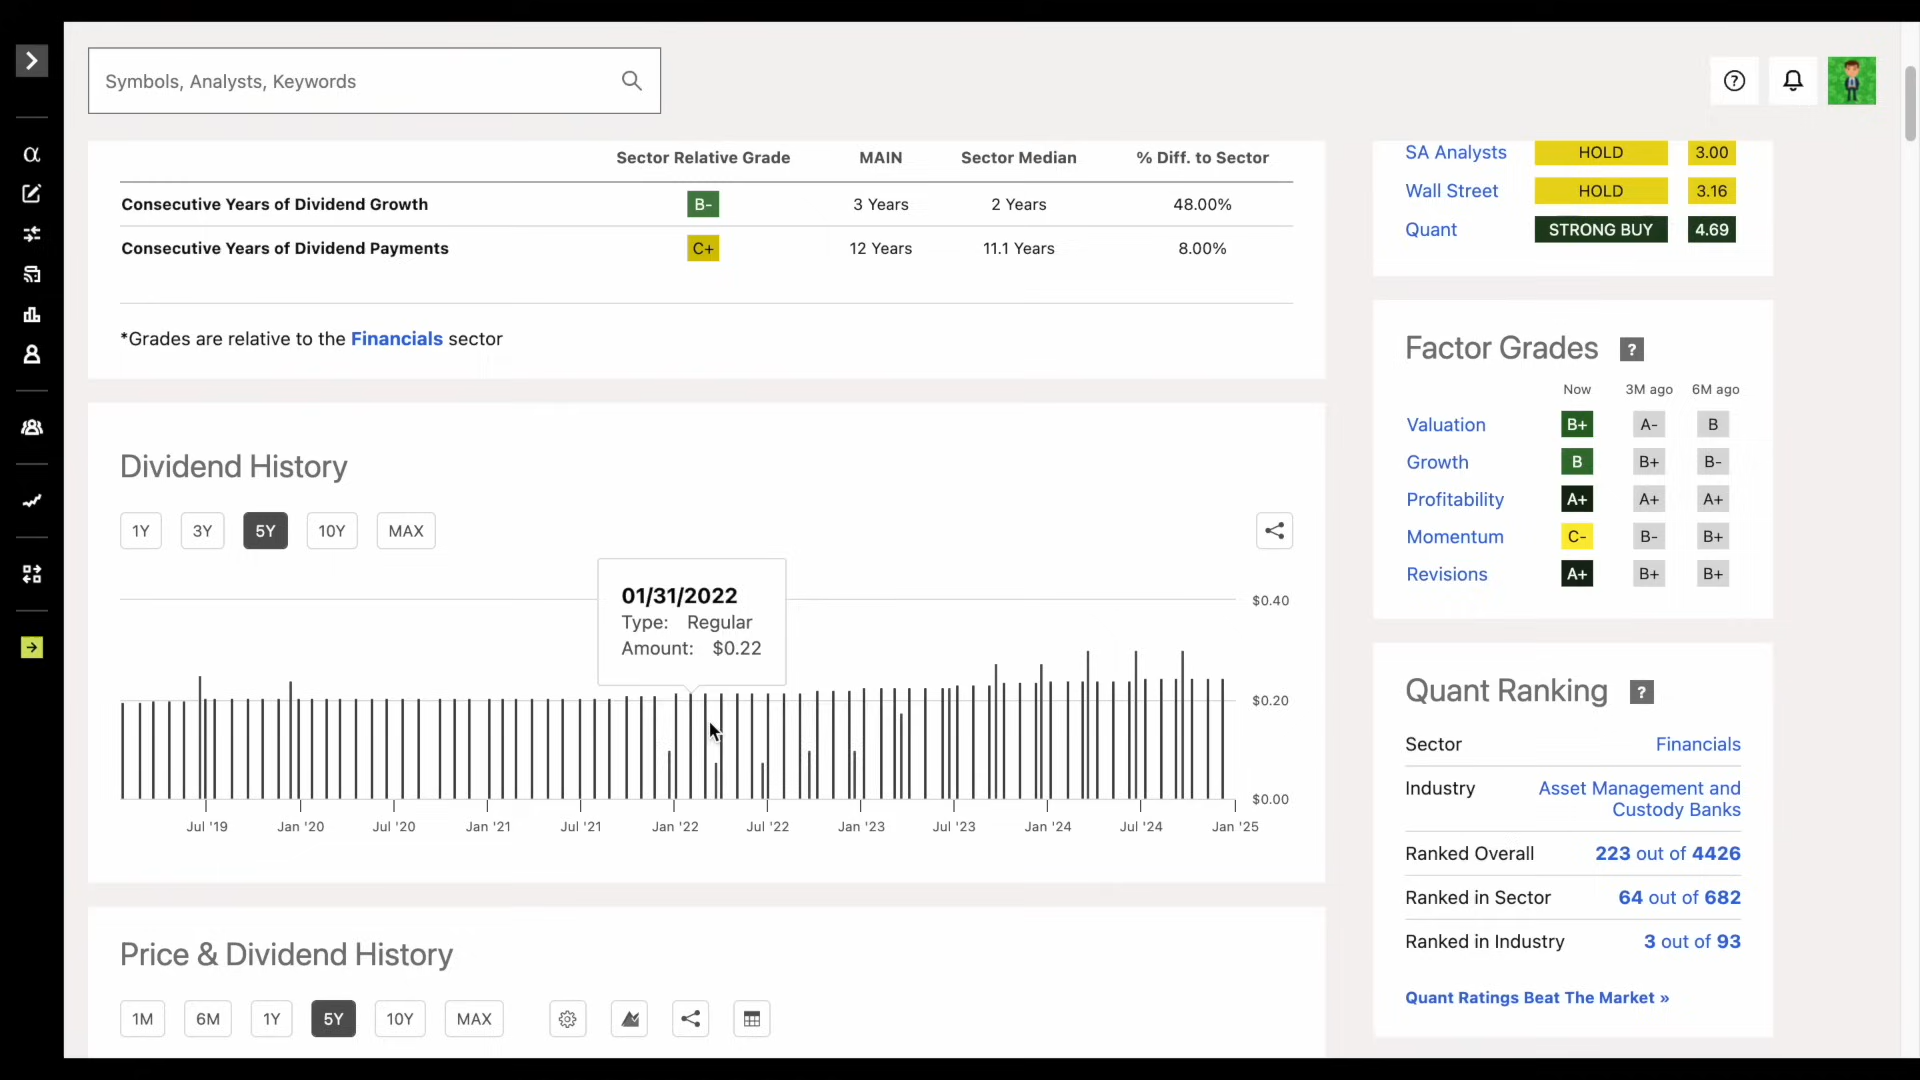 Symbols, Analysts, Keywords
Sector Relative Grade MAIN Sector Median % Diff. to Sector
Consecutive Years of Dividend Growth B- 3 Years 2 Years 48.00%
Consecutive Years of Dividend Payments C+ 12 Years 11.1 Years 8.00%
*Grades are relative to the Financials sector
Dividend History
1Y 3Y 5Y 10Y MAX
01/31/2022
Type: Regular
Amount: $0.22
$0.40
$0.20
$0.00
Jul '19 Jan '20 Jul '20 Jan '21 Jul '21 Jan '22 Jul '22 Jan '23 Jul '23 Jan '24 Jul '24 Jan '25
Price & Dividend History
1M 6M 1Y 5Y 10Y MAX
SA Analysts HOLD 3.00
Wall Street HOLD 3.16
Quant STRONG BUY 4.69
Factor Grades ?
Now 3M ago 6M ago
Valuation B+ A- B
Growth B B+ B-
Profitability A+ A+ A+
Momentum C- B- B+
Revisions A+ B+ B+
Quant Ranking ?
Sector Financials
Industry Asset Management and
Custody Banks
Ranked Overall 223 out of 4426
Ranked in Sector 64 out of 682
Ranked in Industry 3 out of 93
Quant Ratings Beat The Market »